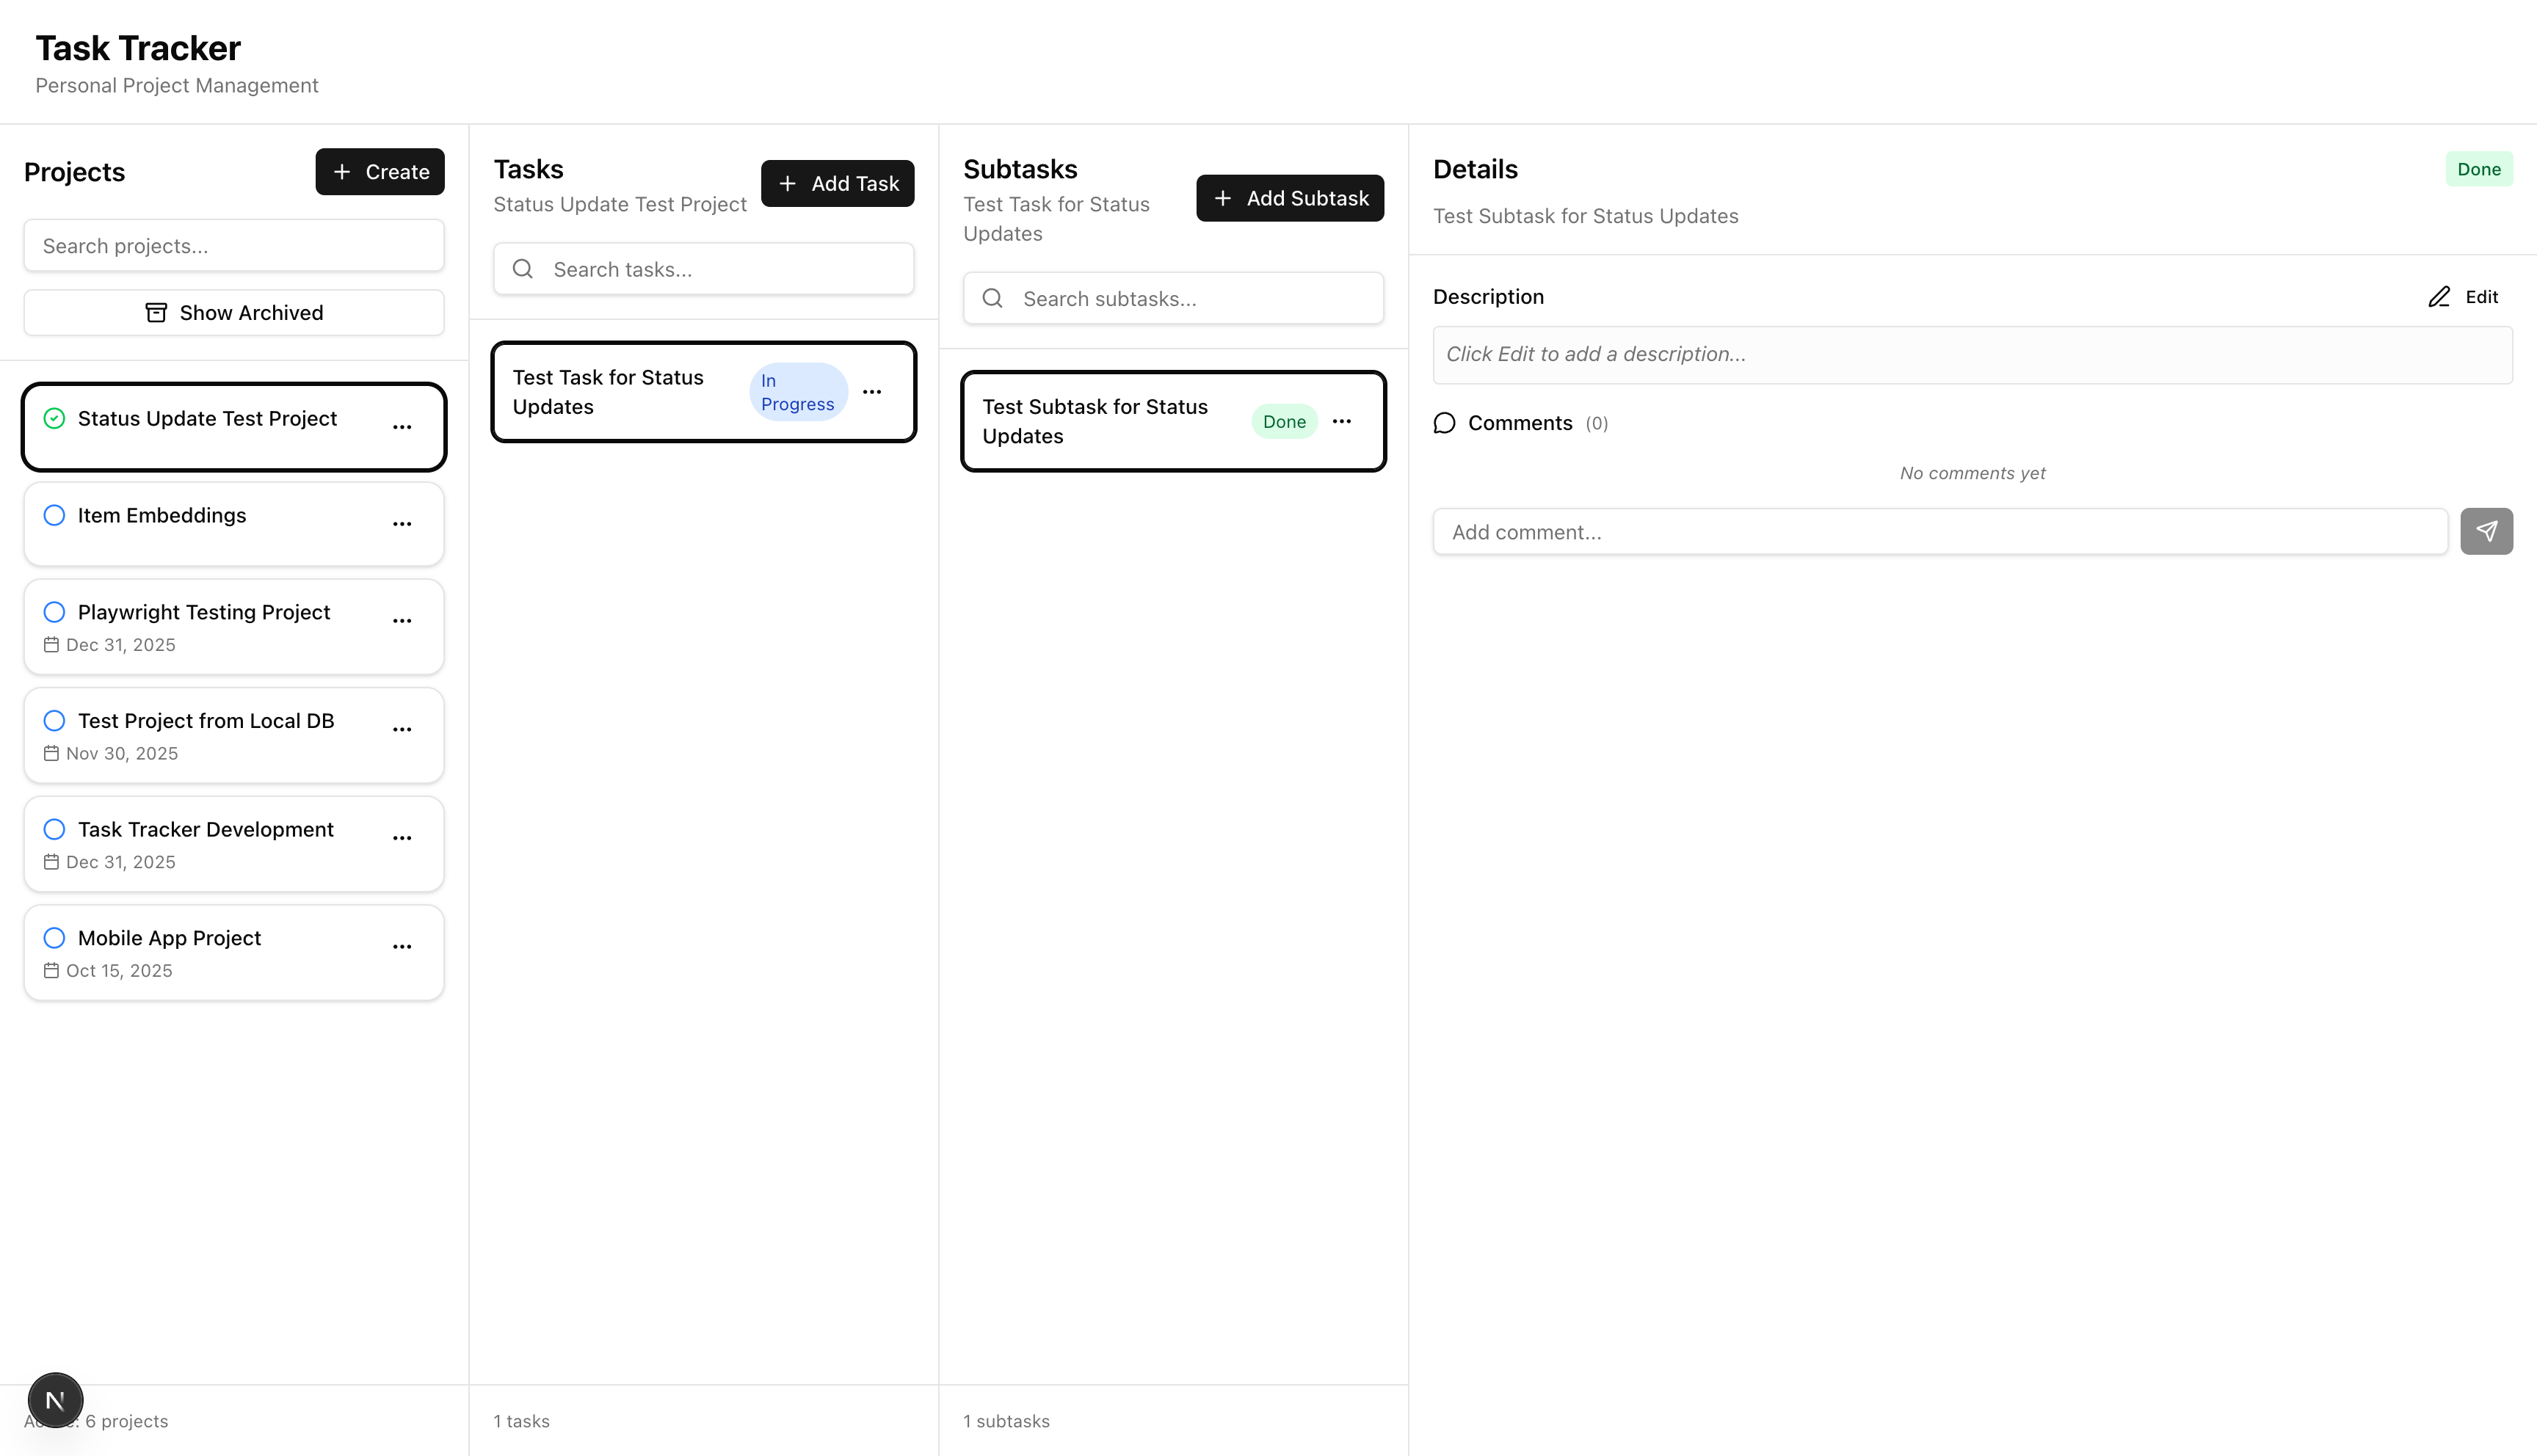 Task Tracker
Personal Project Management
Projects
Create
Search projects...
Show Archived
Status Update Test Project
Item Embeddings
Playwright Testing Project
Dec 31, 2025
Test Project from Local DB
Nov 30, 2025
Task Tracker Development
Dec 31, 2025
Mobile App Project
Oct 15, 2025
N
6 projects
Tasks
Status Update Test Project
Add Task
Search tasks...
Test Task for Status
Updates
In
Progress
1 tasks
Subtasks
Test Task for Status
Updates
Add Subtask
Search subtasks...
Test Subtask for Status
Updates
Done
1 subtasks
Details
Done
Test Subtask for Status Updates
Description
Edit
Click Edit to add a description...
Comments (0)
No comments yet
Add comment...